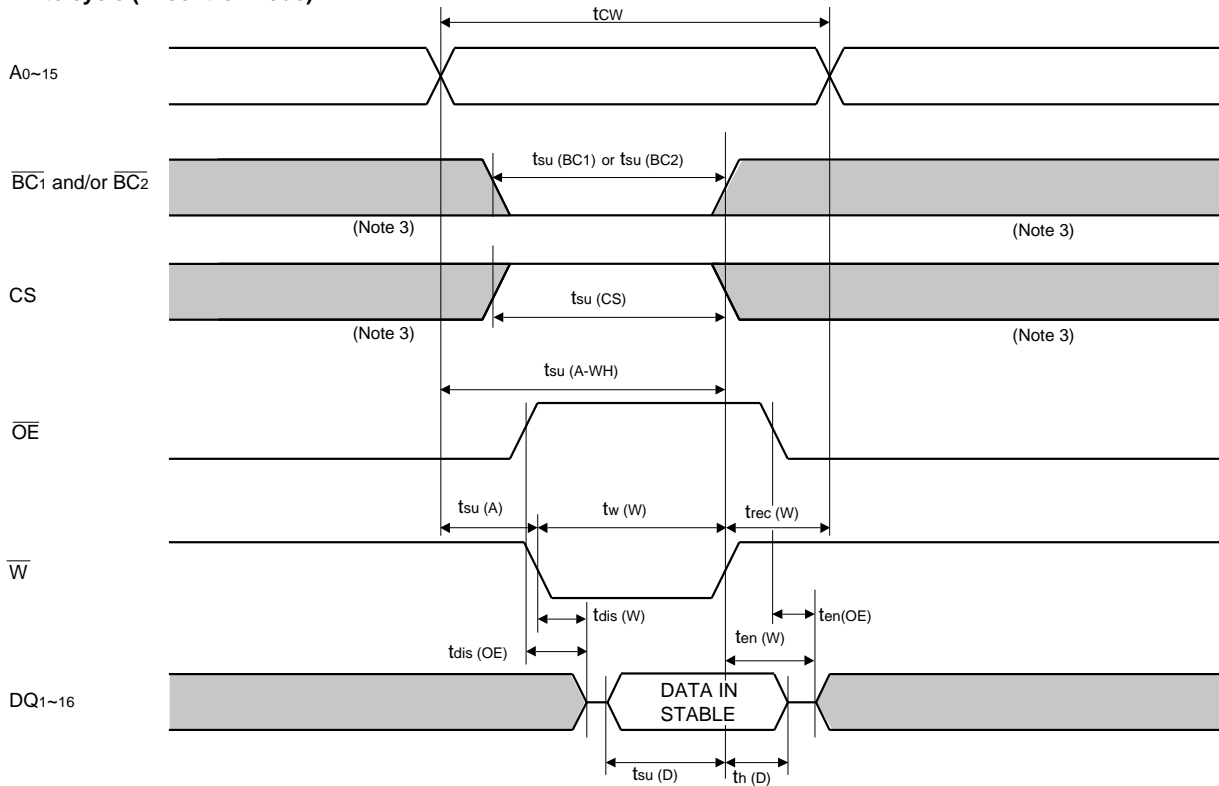 tCW
A0~15
tsu (BC1) or tsu (BC2)
BC1 and/or BC2
(Note 3)
(Note 3)
CS
tsu (CS)
(Note 3)
(Note 3)
tsu (A-WH)
OE
tsu (A)
tw (W)
trec (W)
W
tdis (W)
ten(OE)
ten (W)
tdis (OE)
DQ1~16
DATA IN
STABLE
tsu (D)
th (D)